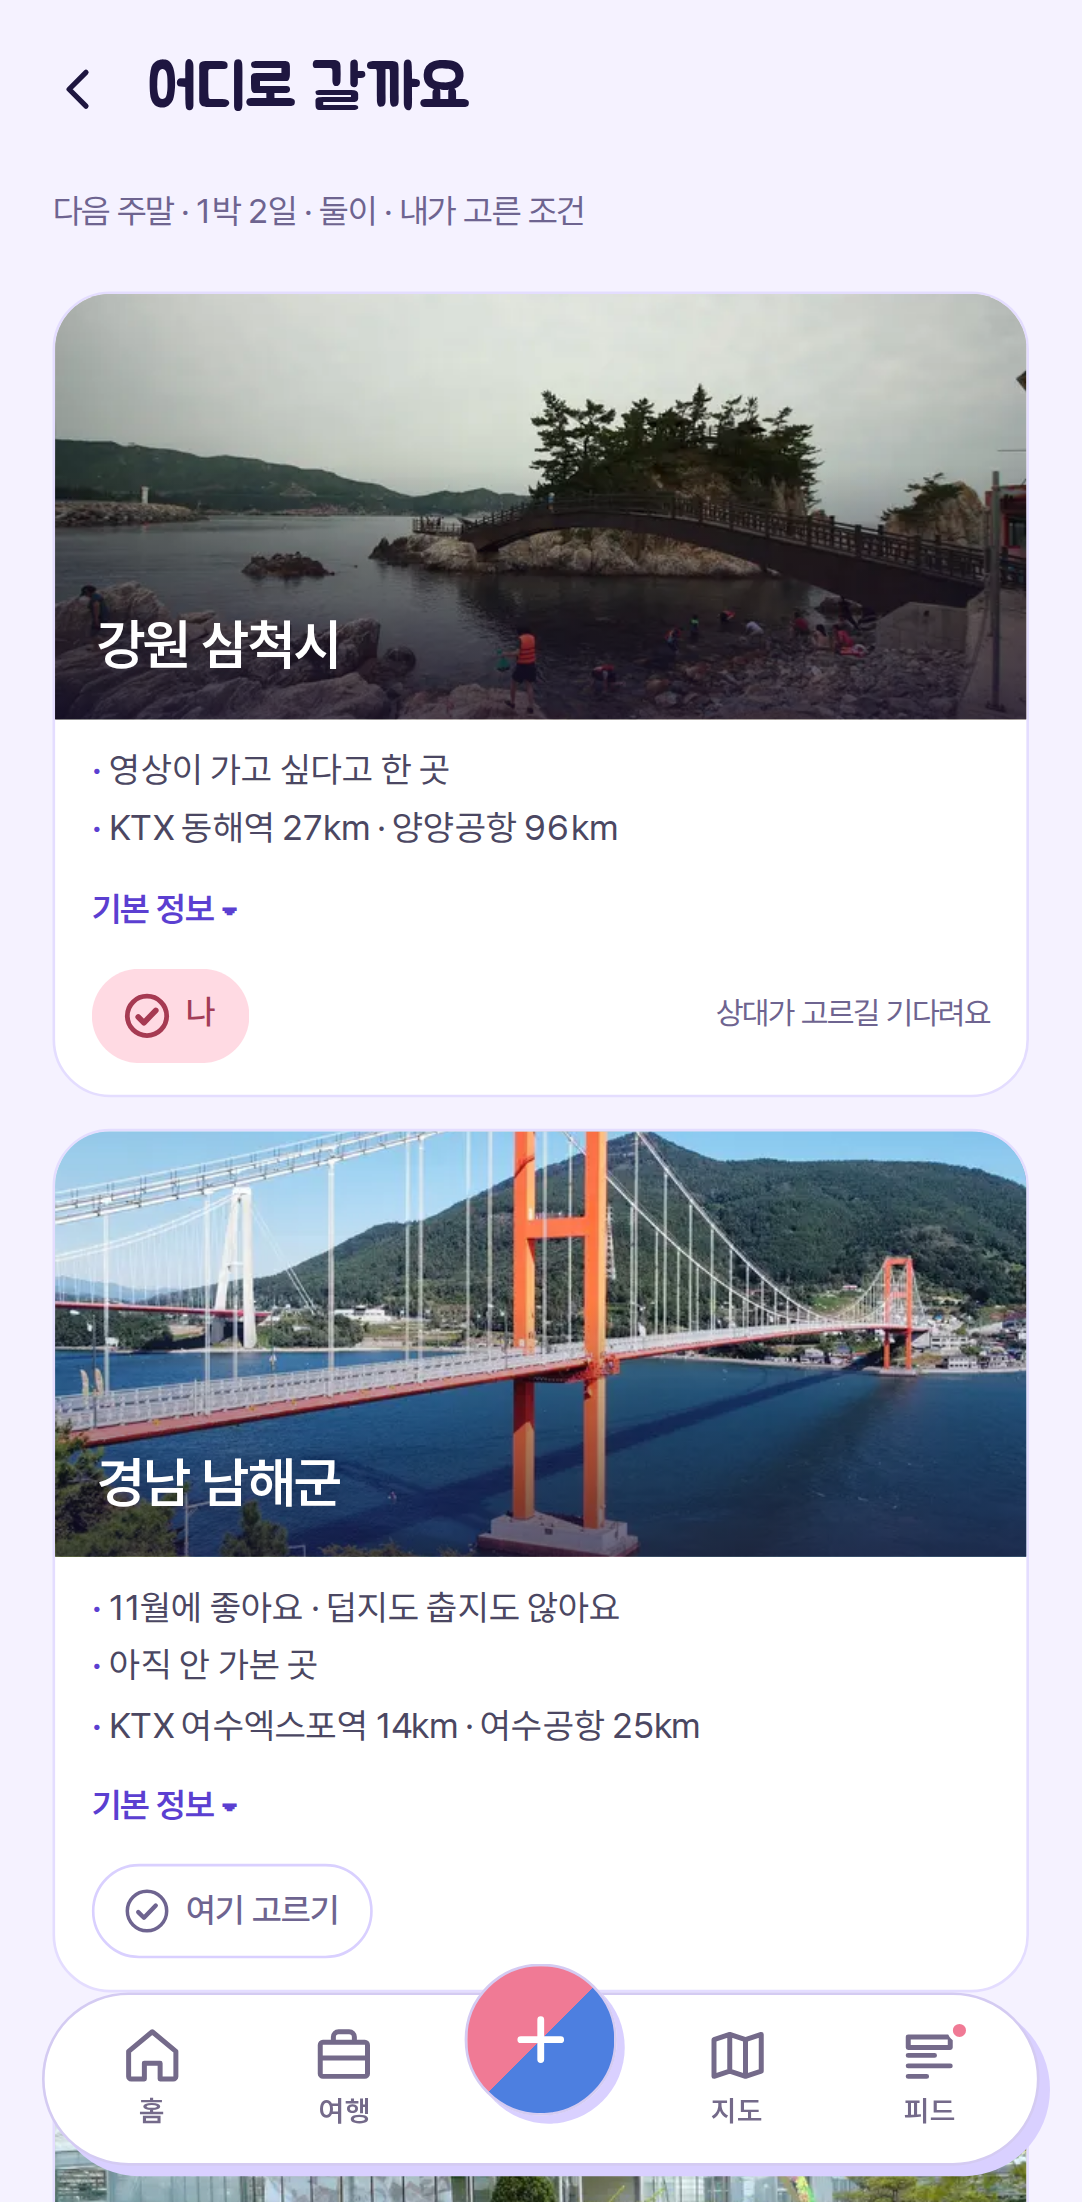 어디로 갈까요
다음 주말 · 1박 2일 · 둘이 · 내가 고른 조건
강원 삼척시
· 영상이 가고 싶다고 한 곳
· KTX 동해역 27km · 양양공항 96km
기본 정보
나
상대가 고르길 기다려요
경남 남해군
· 11월에 좋아요 · 덥지도 춥지도 않아요
· 아직 안 가본 곳
· KTX 여수엑스포역 14km · 여수공항 25km
기본 정보
여기 고르기
홈
여행
지도
피드